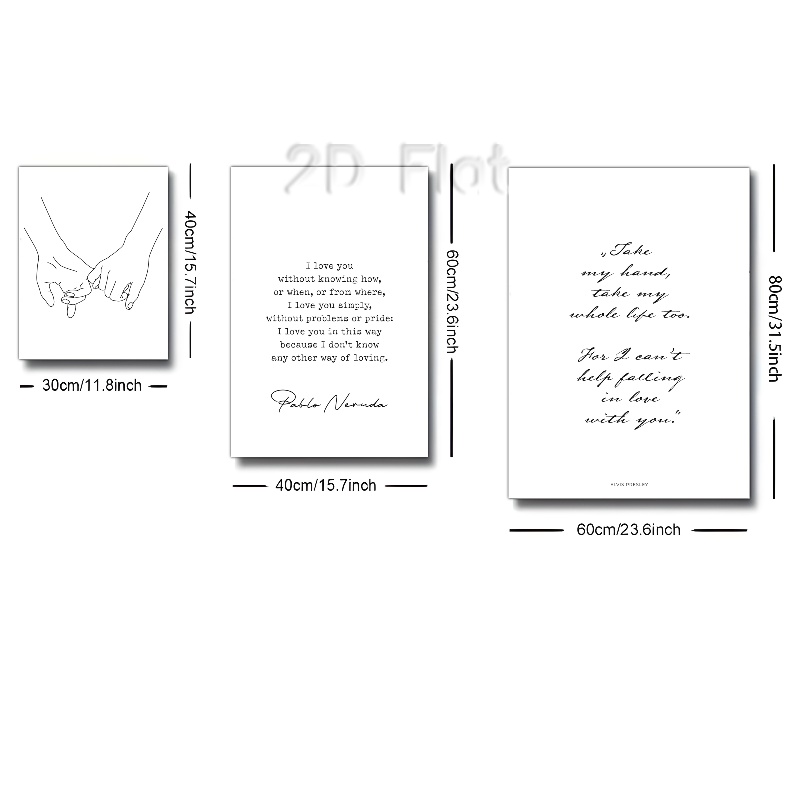 2D Flat
40cm/15.7inch
30cm/11.8inch
I love you
without knowing how,
or when, or from where,
I love you simply,
without problems or pride:
I love you in this way
because I don't know
any other way of loving.
Pablo Neruda
60cm/23.6inch
40cm/15.7inch
„Take
my hand,
take my
whole life too.
For I can't
help falling
in love
with you."
ELVIS PRESLEY
80cm/31.5inch
60cm/23.6inch